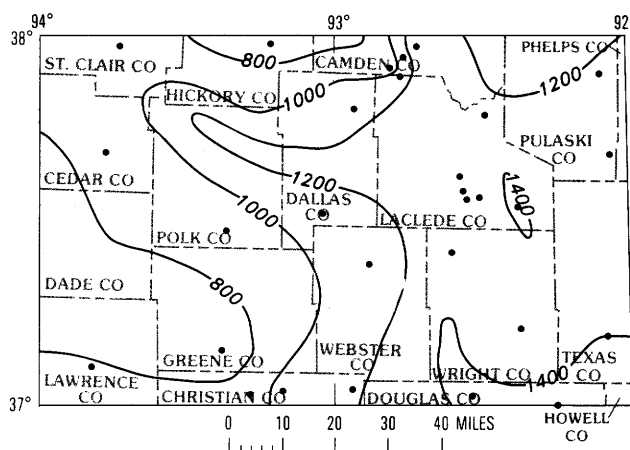 94°
93°
92
38°
ST. CLAIR CO
800
CAMDEN CO
PHELPS CO
1200
HICKORY CO
1000
PULASKI
CO
CEDAR CO
1200
1400
DALLAS
CO
1000
LACLEDE CO
POLK CO
DADE CO
800
GREENE CO
WEBSTER
CO
WRIGHT CO
TEXAS
CO
1400
LAWRENCE
CO
CHRISTIAN CO
DOUGLAS CO
37°
HOWELL
CO
0 10 20 30 40 MILES